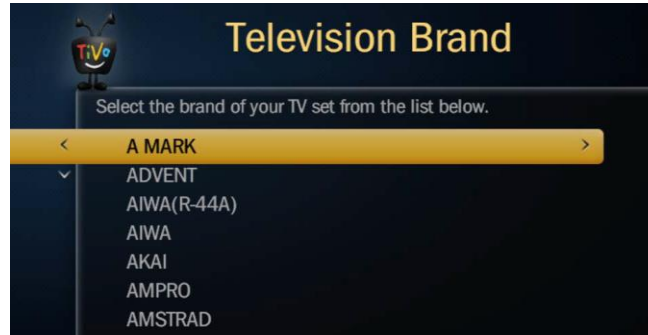 TiVo
Television Brand
Select the brand of your TV set from the list below.
A MARK
ADVENT
AIWA(R-44A)
AIWA
AKAI
AMPRO
AMSTRAD